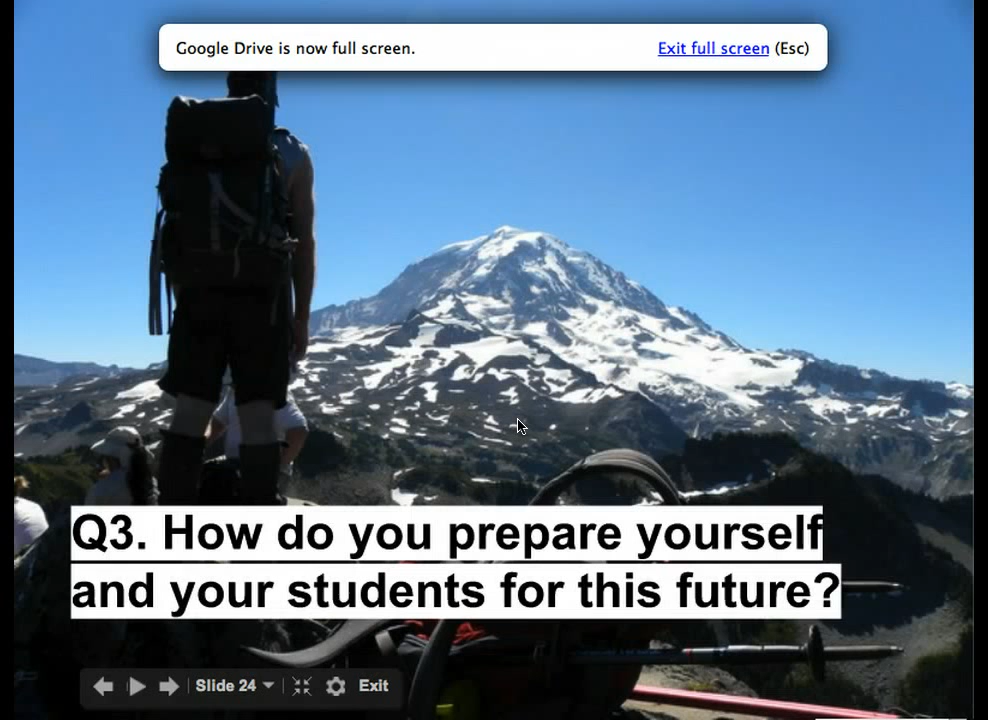 Google Drive is now full screen. Exit full screen (Esc)
Q3. How do you prepare yourself
and your students for this future?
Slide 24 Exit